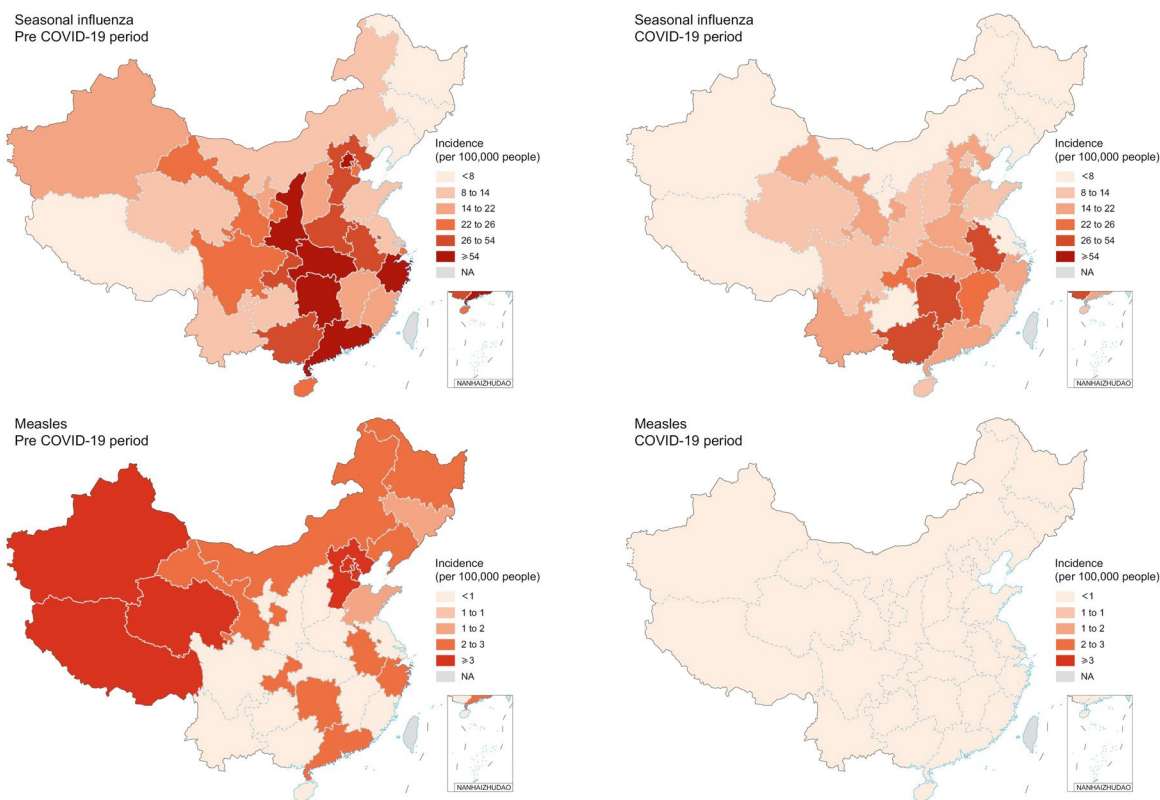 Seasonal influenza
Pre COVID-19 period
Incidence
(per 100,000 people)
<8
8 to 14
14 to 22
22 to 26
26 to 54
⩾54
NA
NANHAIZHUDAO
Seasonal influenza
COVID-19 period
Incidence
(per 100,000 people)
<8
8 to 14
14 to 22
22 to 26
26 to 54
⩾54
NA
NANHAIZHUDAO
Measles
Pre COVID-19 period
Incidence
(per 100,000 people)
<1
1 to 1
1 to 2
2 to 3
⩾3
NA
NANHAIZHUDAO
Measles
COVID-19 period
Incidence
(per 100,000 people)
<1
1 to 1
1 to 2
2 to 3
⩾3
NA
NANHAIZHUDAO